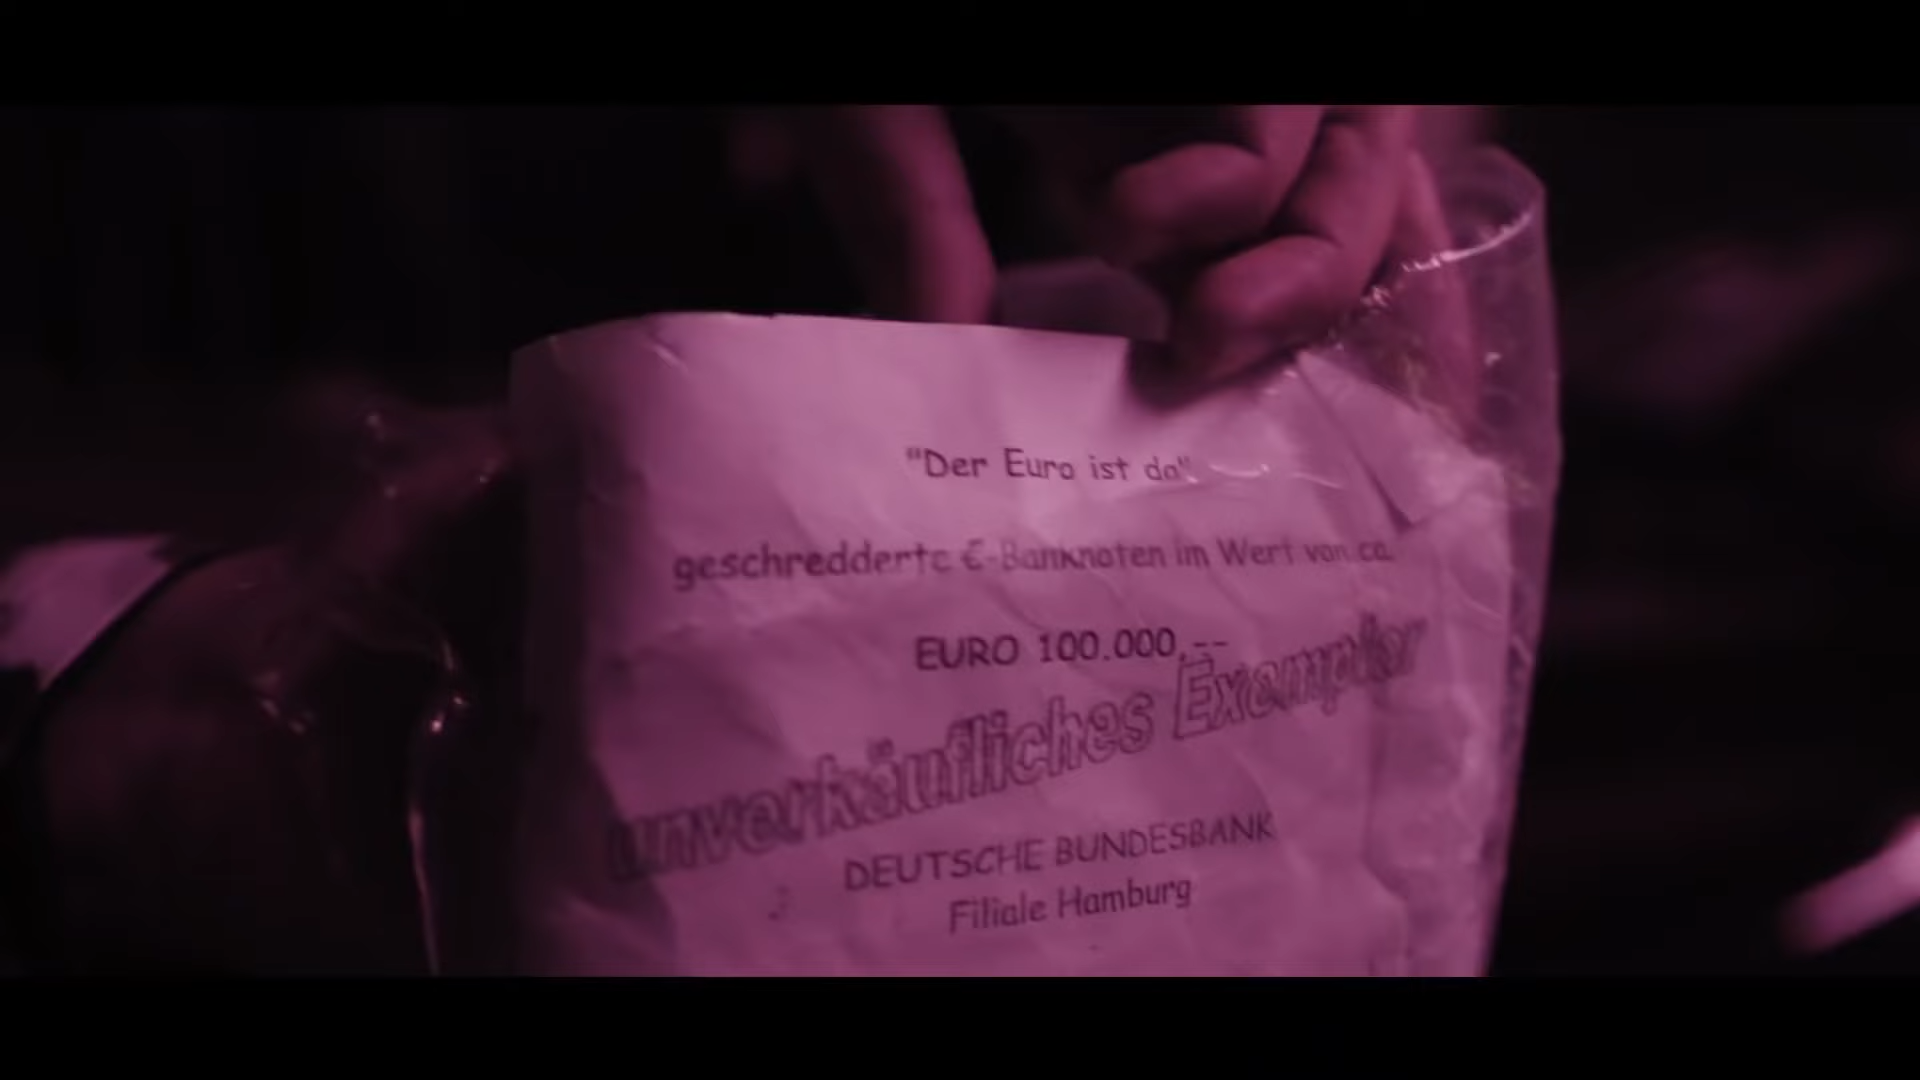 "Der Euro ist da"
geschredderte €-Banknoten im Wert von ca.
EURO 100.000,--
unverkäufliches Exemplar
DEUTSCHE BUNDESBANK
Filiale Hamburg